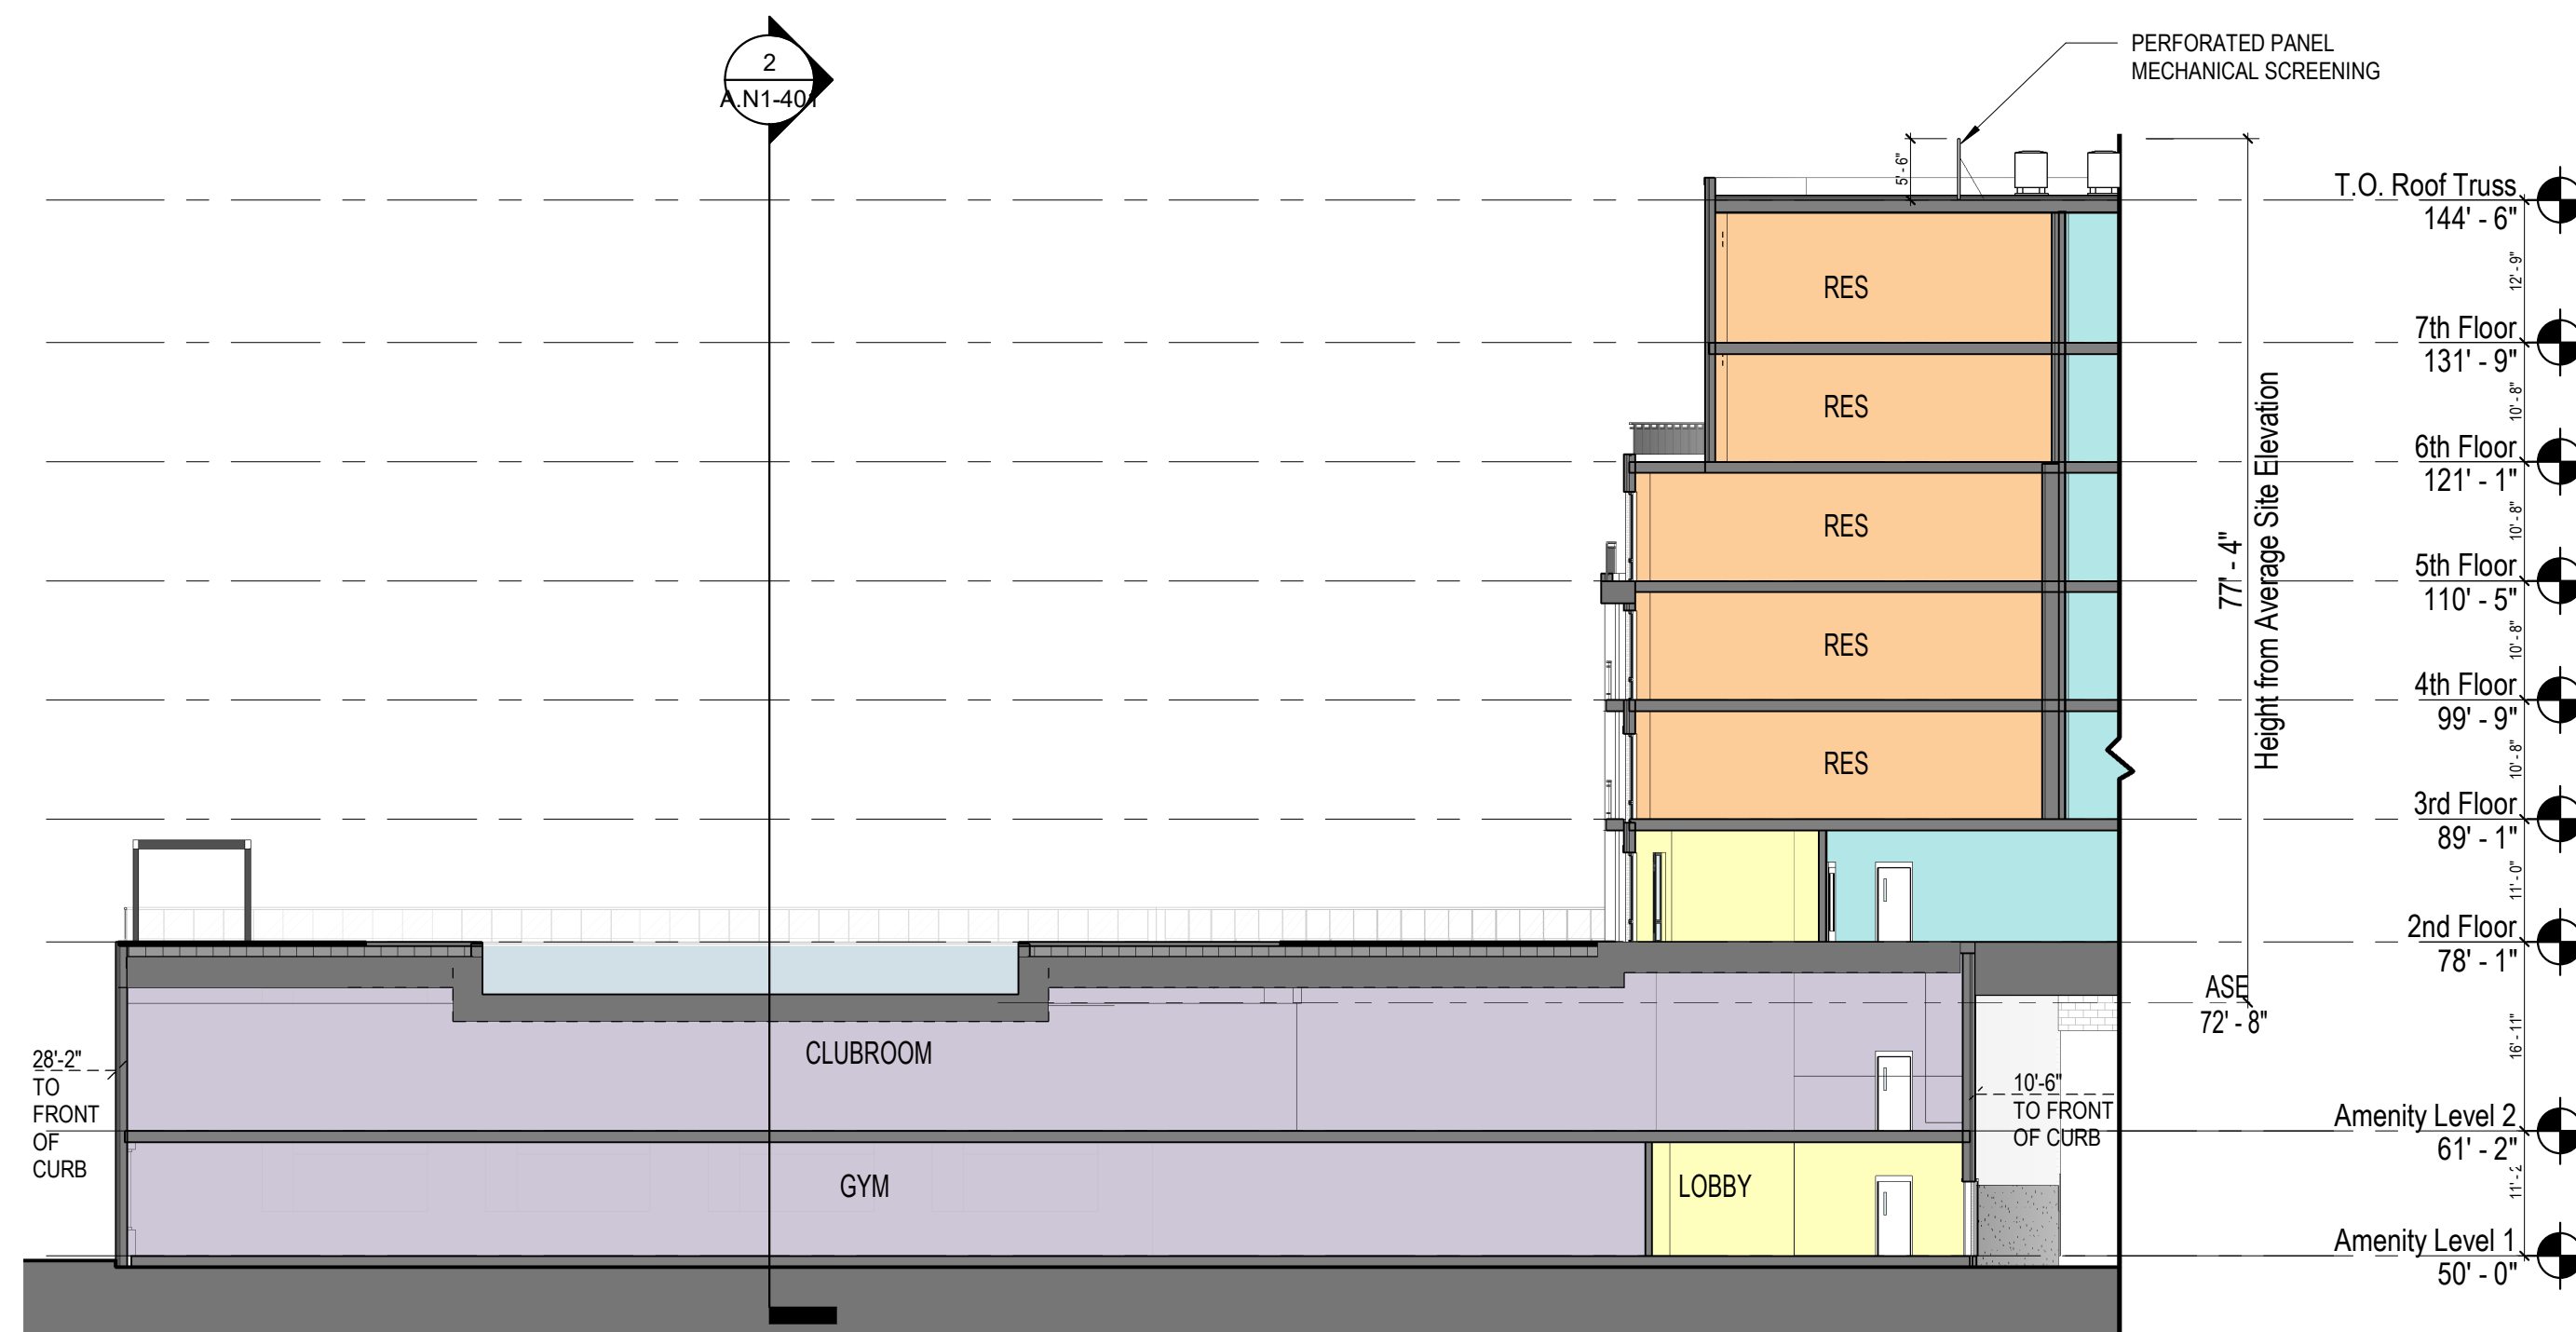 2
A.N1-401
PERFORATED PANEL
MECHANICAL SCREENING
5' - 6"
T.O. Roof Truss
144' - 6"
12' - 9"
RES
7th Floor
131' - 9"
10' - 8"
RES
6th Floor
121' - 1"
10' - 8"
RES
5th Floor
110' - 5"
10' - 8"
RES
4th Floor
99' - 9"
10' - 8"
RES
3rd Floor
89' - 1"
11' - 0"
77' - 4"
Height from Average Site Elevation
2nd Floor
78' - 1"
ASE
72' - 8"
16' - 11"
CLUBROOM
28'-2"
TO
FRONT
OF
CURB
10'-6"
TO FRONT
OF CURB
Amenity Level 2
61' - 2"
11' - 2
GYM
LOBBY
Amenity Level 1
50' - 0"